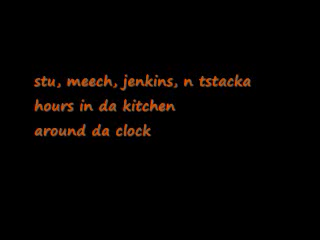 stu, meech, jenkins, n tstacka
hours in da kitchen
around da clock